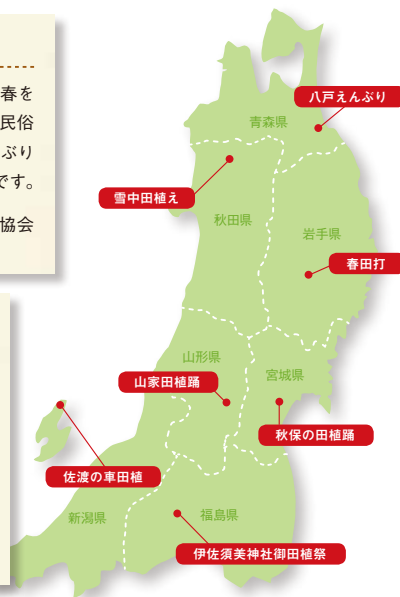 春を
民俗
ぶり
です。
協会
八戸えんぶり
青森県
雪中田植え
秋田県
岩手県
春田打
山形県
宮城県
山家田植踊
秋保の田植踊
佐渡の車田植
新潟県
福島県
伊佐須美神社御田植祭